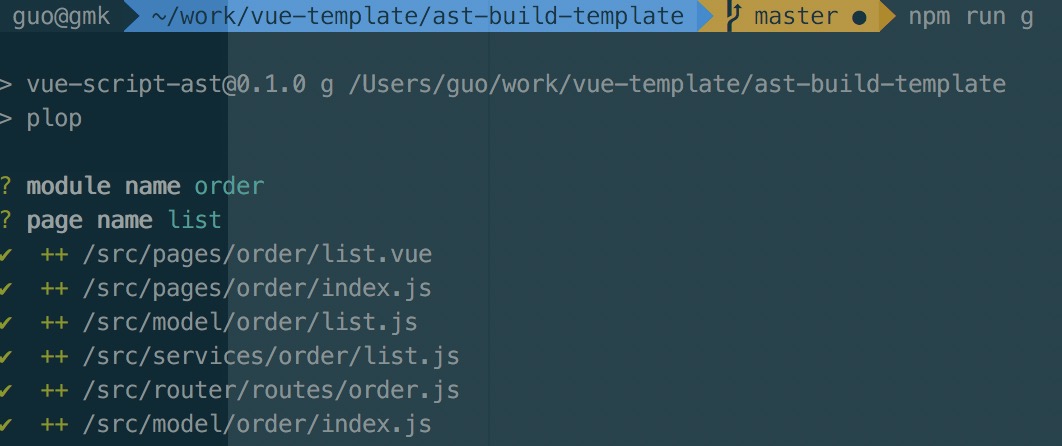 guo@gmk ~/work/vue-template/ast-build-template master ● npm run g
> vue-script-ast@0.1.0 g /Users/guo/work/vue-template/ast-build-template
> plop
? module name order
? page name list
✔ ++ /src/pages/order/list.vue
✔ ++ /src/pages/order/index.js
✔ ++ /src/model/order/list.js
✔ ++ /src/services/order/list.js
✔ ++ /src/router/routes/order.js
✔ ++ /src/model/order/index.js